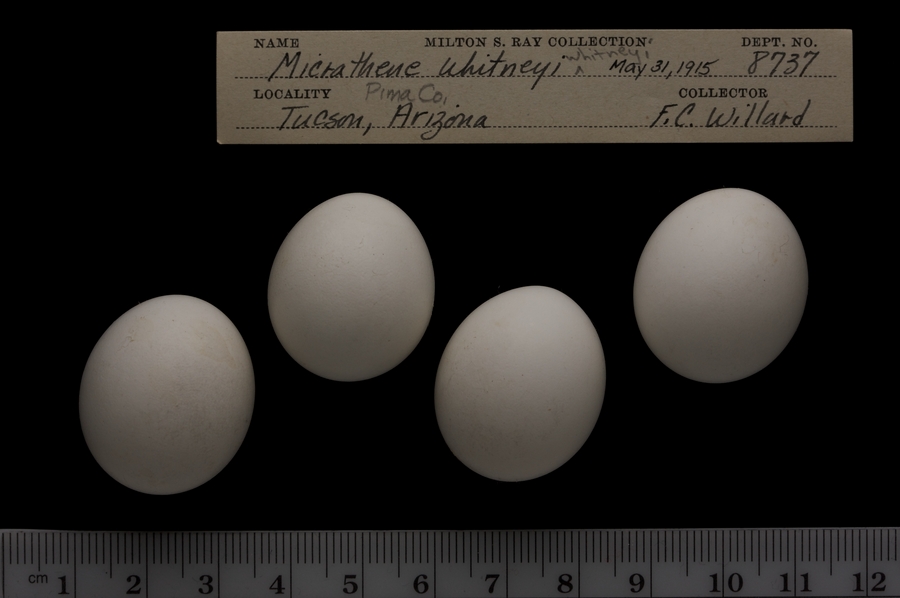 NAME MILTON S. RAY COLLECTION DEPT. NO.
whitneyi
Micrathene whitneyi ^ May 31, 1915 8737
LOCALITY Pima Co. COLLECTOR
Tucson, Arizona F.C. Willard
cm 1 2 3 4 5 6 7 8 9 10 11 12